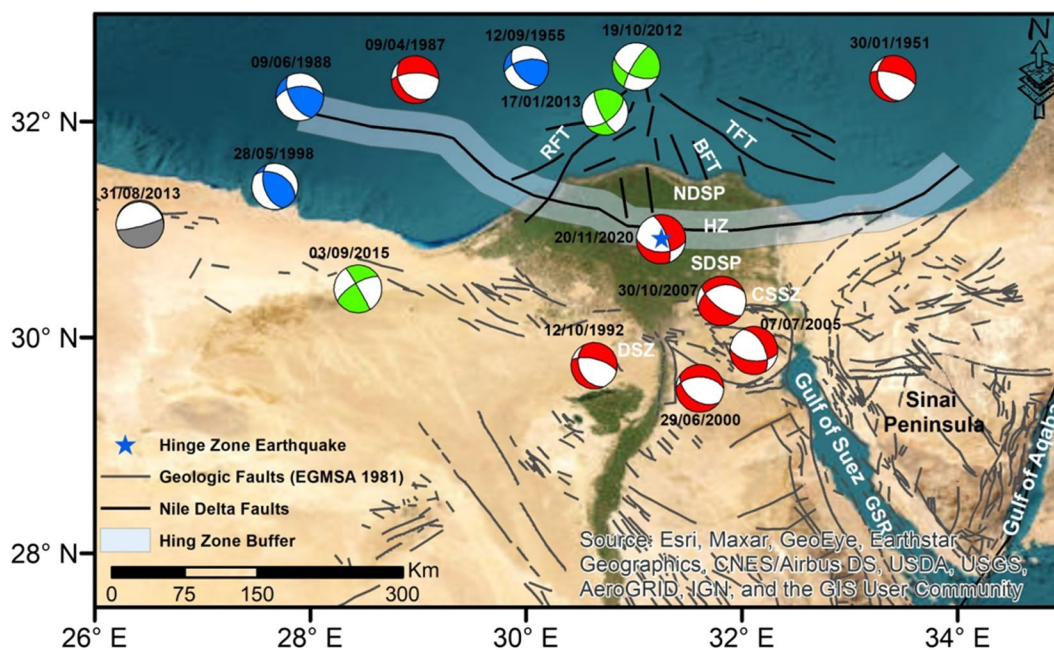 12/09/1955
19/10/2012
09/04/1987
30/01/1951
N
09/06/1988
17/01/2013
32° N
RFT
BFT
TFT
28/05/1998
31/08/2013
NDSP
HZ
20/11/2020
03/09/2015
SDSP
30/10/2007
CSSZ
30° N
12/10/1992
07/07/2005
DSZ
29/06/2000
Gulf of Suez
GSR
Sinai
Peninsula
Gulf of Aqab
Hinge Zone Earthquake
Geologic Faults (EGMSA 1981)
Nile Delta Faults
Hing Zone Buffer
28° N
Km
0 75 150 300
Source: Esri, Maxar, GeoEye, Earthstar
Geographics, CNES/Airbus DS, USDA, USGS,
AeroGRID, IGN, and the GIS User Community
26° E 28° E 30° E 32° E 34° E